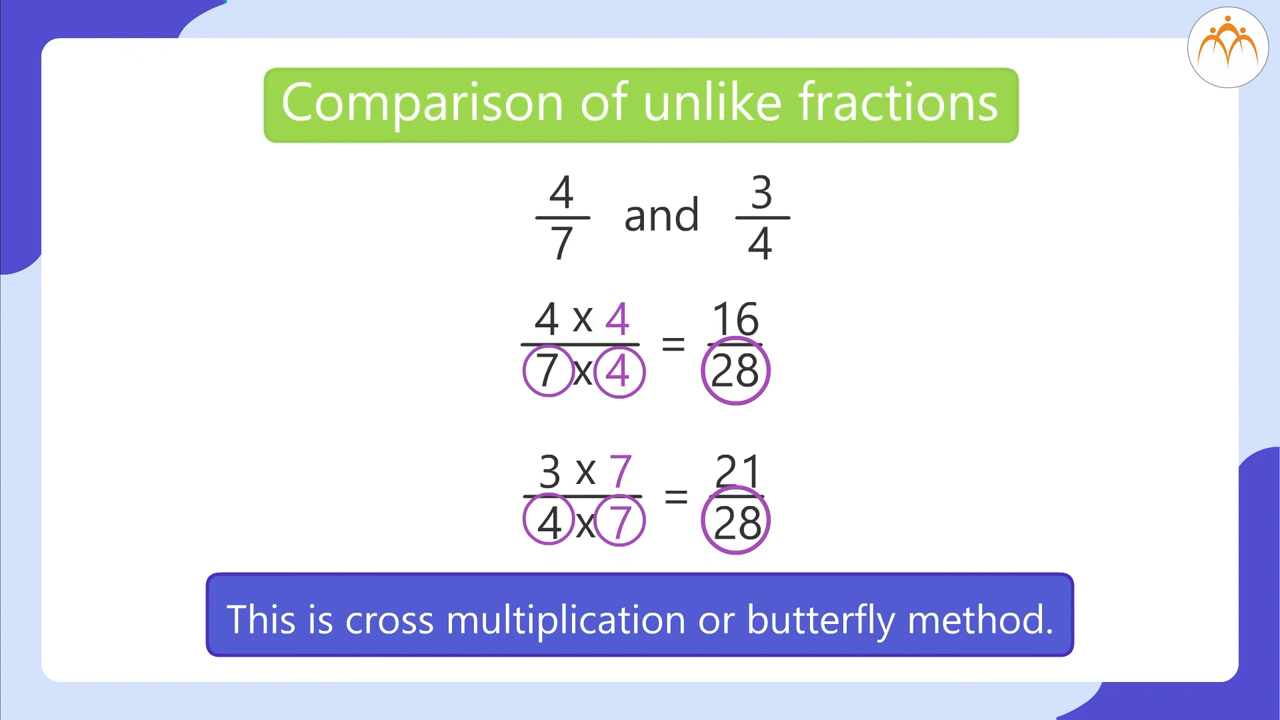 Comparison of unlike fractions
4/7 and 3/4
4 x 4 / 7 x 4 = 16/28
3 x 7 / 4 x 7 = 21/28
This is cross multiplication or butterfly method.